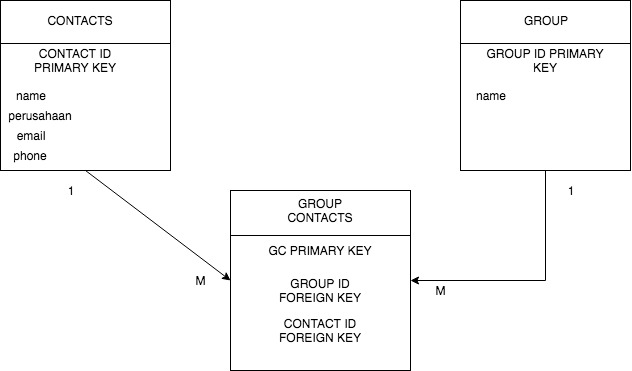 CONTACTS
CONTACT ID
PRIMARY KEY
name
perusahaan
email
phone
1
GROUP
GROUP ID PRIMARY
KEY
name
1
GROUP
CONTACTS
GC PRIMARY KEY
GROUP ID
FOREIGN KEY
CONTACT ID
FOREIGN KEY
M
M